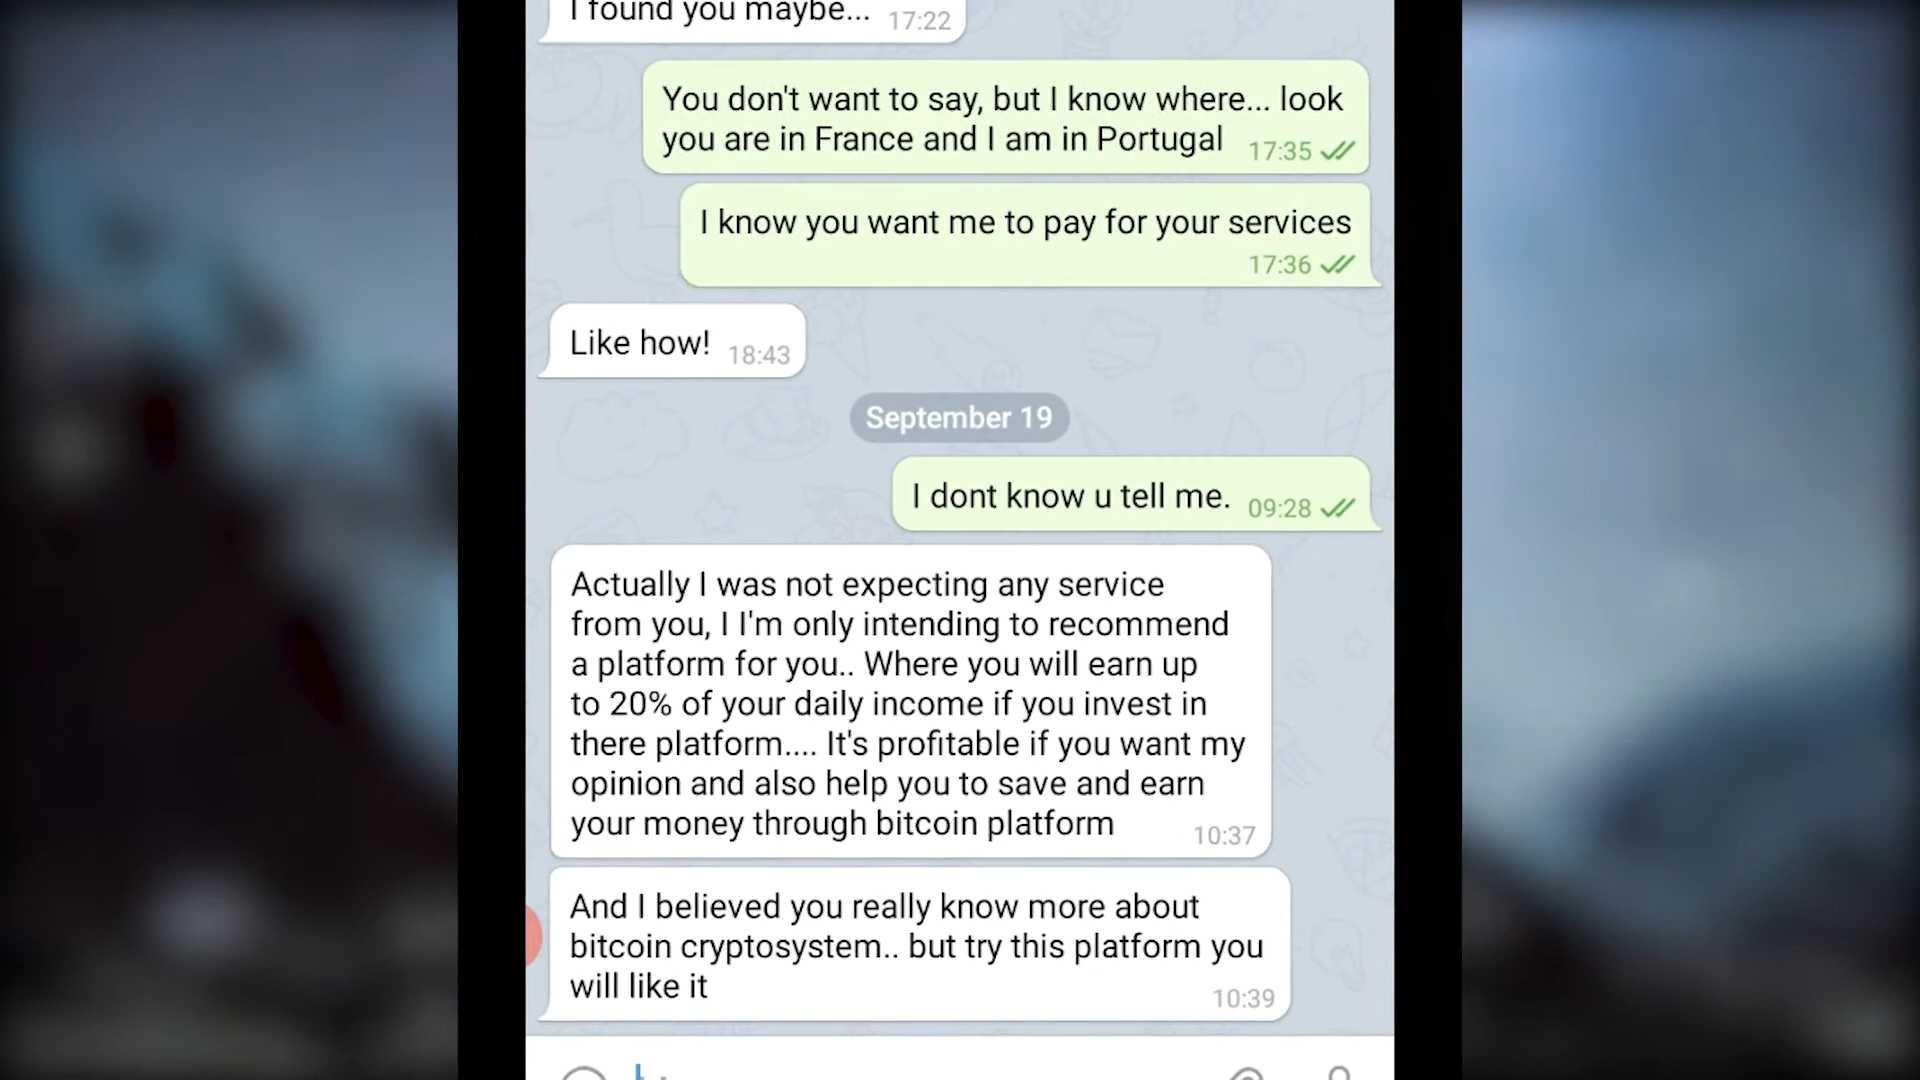 I found you maybe... 17:22
You don't want to say, but I know where... look
you are in France and I am in Portugal 17:35
I know you want me to pay for your services
17:36
Like how! 18:43
September 19
I dont know u tell me. 09:28
Actually I was not expecting any service
from you, I I'm only intending to recommend
a platform for you.. Where you will earn up
to 20% of your daily income if you invest in
there platform.... It's profitable if you want my
opinion and also help you to save and earn
your money through bitcoin platform 10:37
And I believed you really know more about
bitcoin cryptosystem.. but try this platform you
will like it 10:39